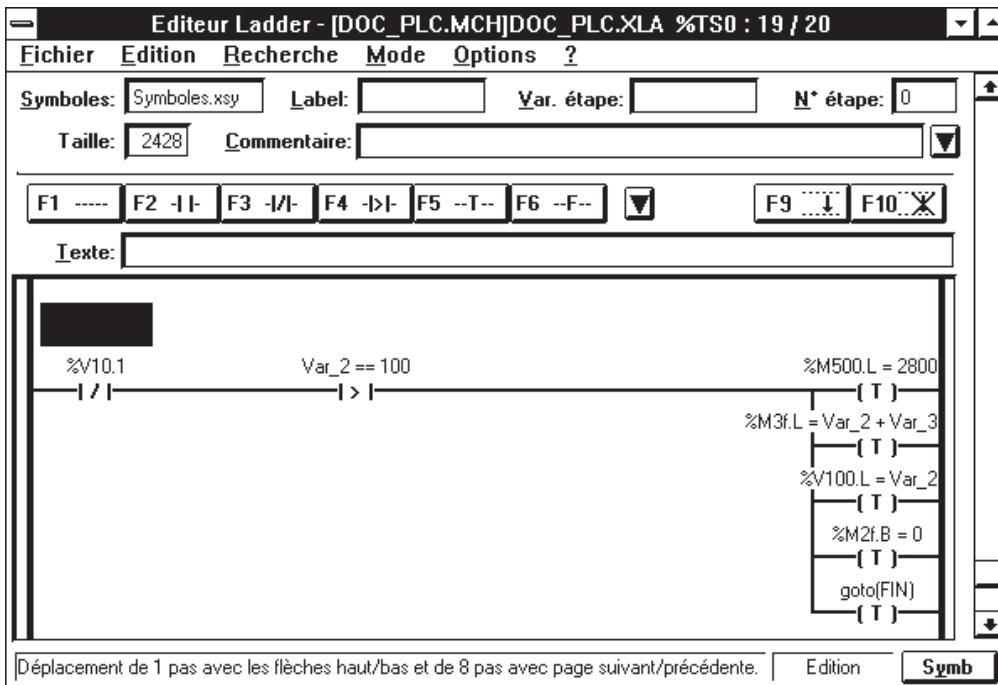 Editeur Ladder - [DOC_PLC.MCH]DOC_PLC.XLA %TS0 : 19 / 20
Fichier Edition Recherche Mode Options ?
Symboles: Symboles.xsy Label: Var. étape: N° étape: 0
Taille: 2428 Commentaire:
F1 ----- F2 -| |- F3 -|/|- F4 -|>|- F5 --T-- F6 --F-- F9 F10
Texte:
%V10.1 Var_2 == 100 %M500.L = 2800
-| / |- -| > |- -( T )-
%M3f.L = Var_2 + Var_3
-( T )-
%V100.L = Var_2
-( T )-
%M2f.B = 0
-( T )-
goto(FIN)
-( T )-
Déplacement de 1 pas avec les flèches haut/bas et de 8 pas avec page suivant/précédente. Edition Symb